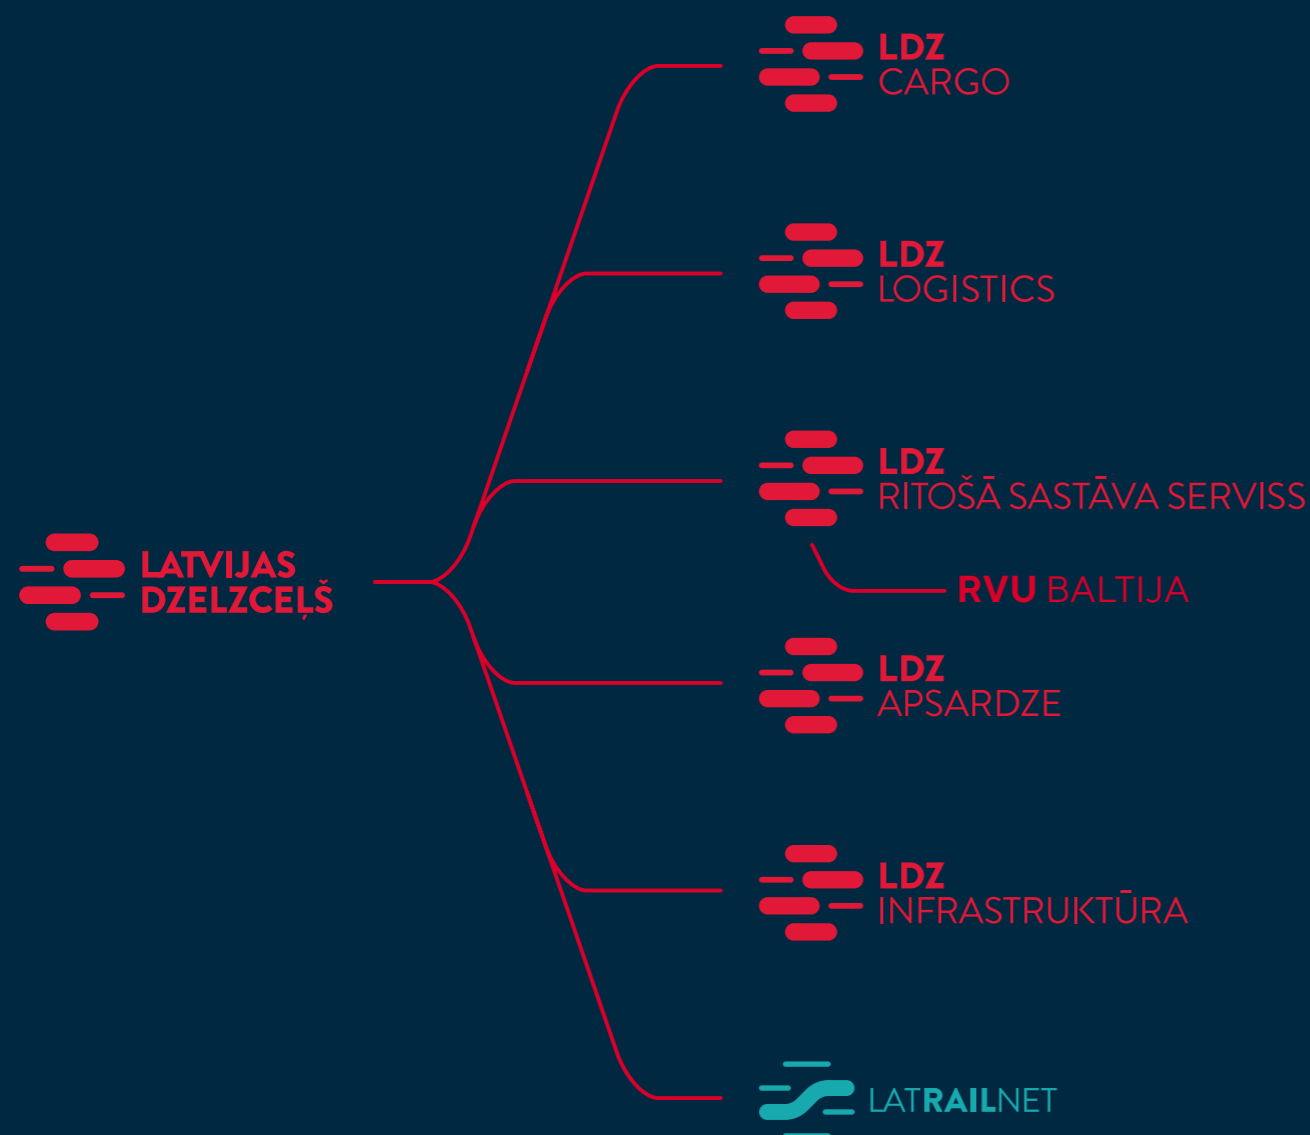 LDZ
CARGO
LDZ
LOGISTICS
LDZ
RITOŠĀ SASTĀVA SERVISS
LATVIJAS
DZELZCEĻŠ
RVU BALTIJA
LDZ
APSARDZE
LDZ
INFRASTRUKTŪRA
LATRAILNET